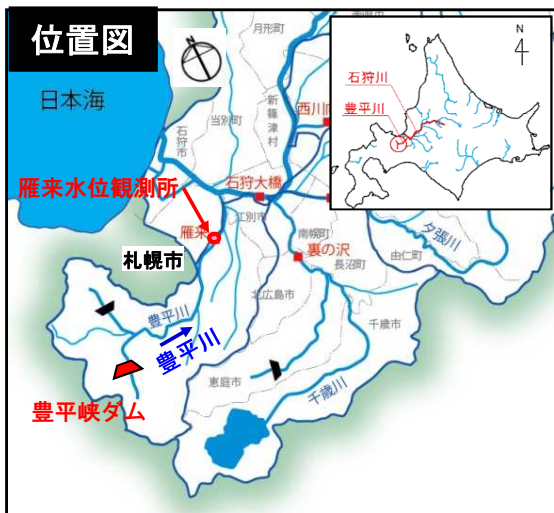 位置図
日本海
月形町
新篠津村
当別町
石狩市
西川向
石狩大橋
雁来水位観測所
雁来
江別市
札幌市
南幌町
裏の沢
長沼町
由仁町
夕張川
北広島市
千歳市
豊平川
豊平川
恵庭市
千歳川
豊平峡ダム
N
石狩川
豊平川